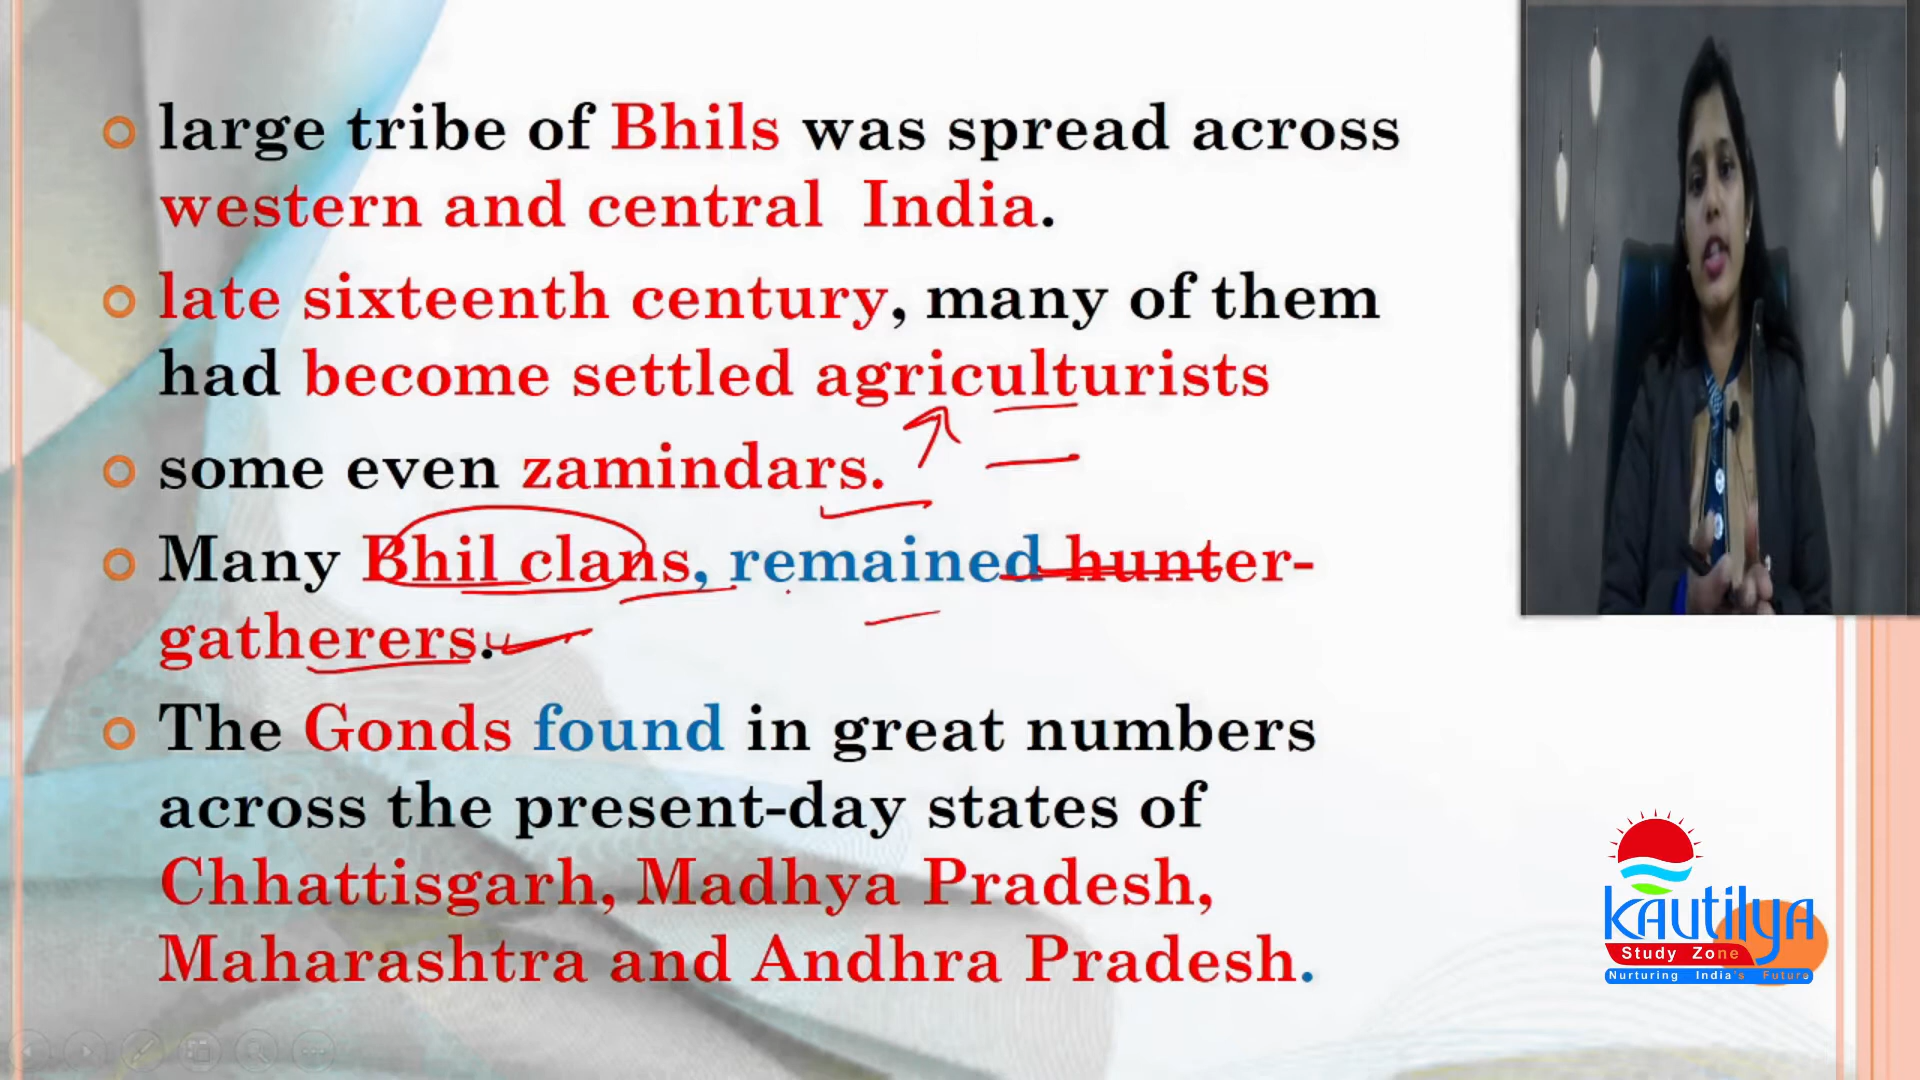 large tribe of Bhils was spread across
western and central India.
late sixteenth century, many of them
had become settled agriculturists
some even zamindars.
Many Bhil clans, remained hunter-
gatherers.
The Gonds found in great numbers
across the present-day states of
Chhattisgarh, Madhya Pradesh,
Maharashtra and Andhra Pradesh.
kAutilya
Study Zone
Nurturing India's Future